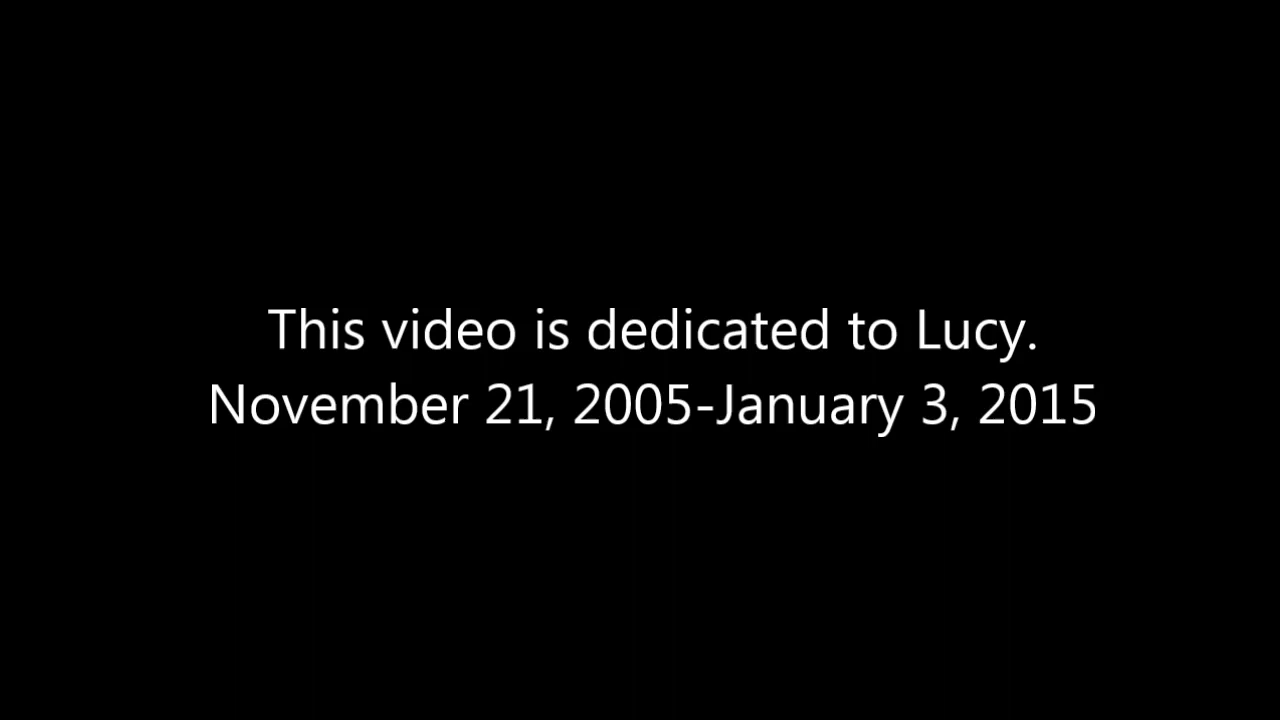 This video is dedicated to Lucy.
November 21, 2005-January 3, 2015